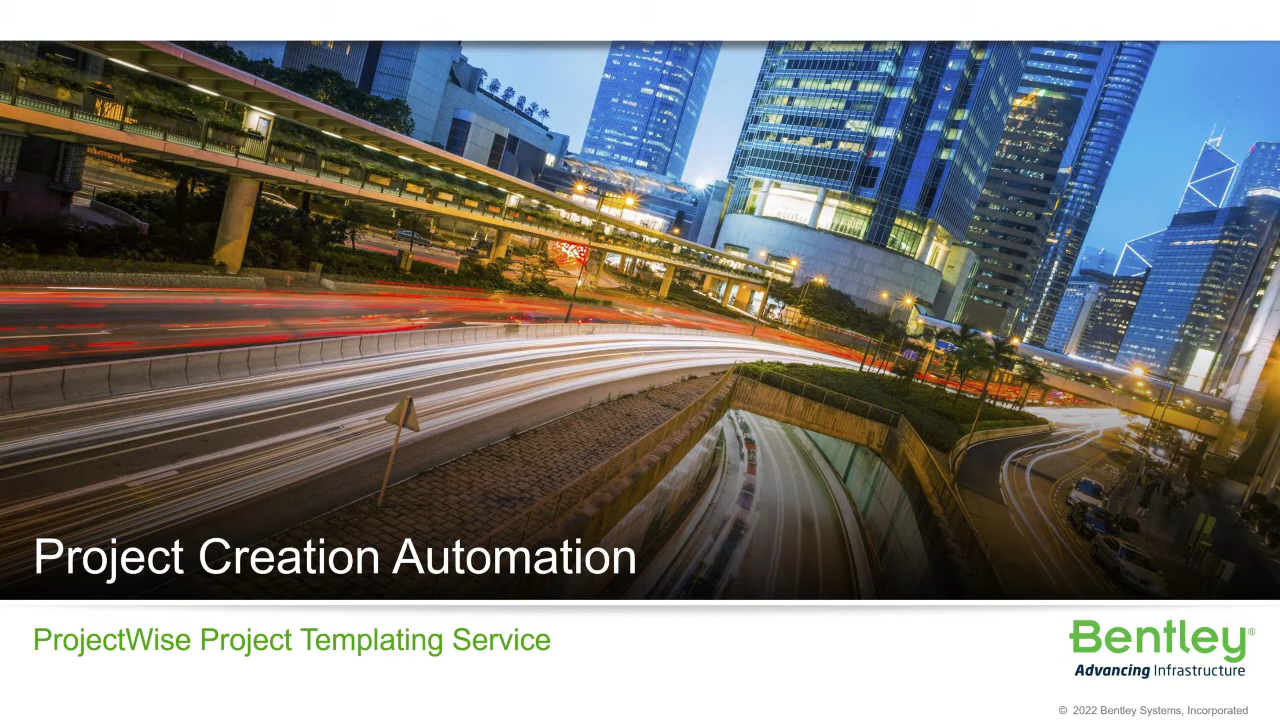 Project Creation Automation
ProjectWise Project Templating Service
Bentley®
Advancing Infrastructure
© 2022 Bentley Systems, Incorporated